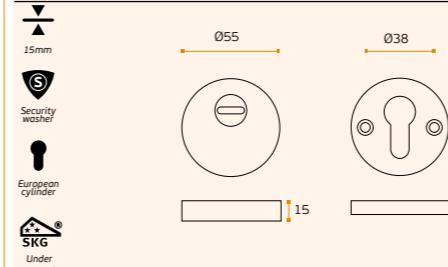 15mm
S
Security
washer
European
cylinder
SKG®
Under
Ø55
Ø38
15